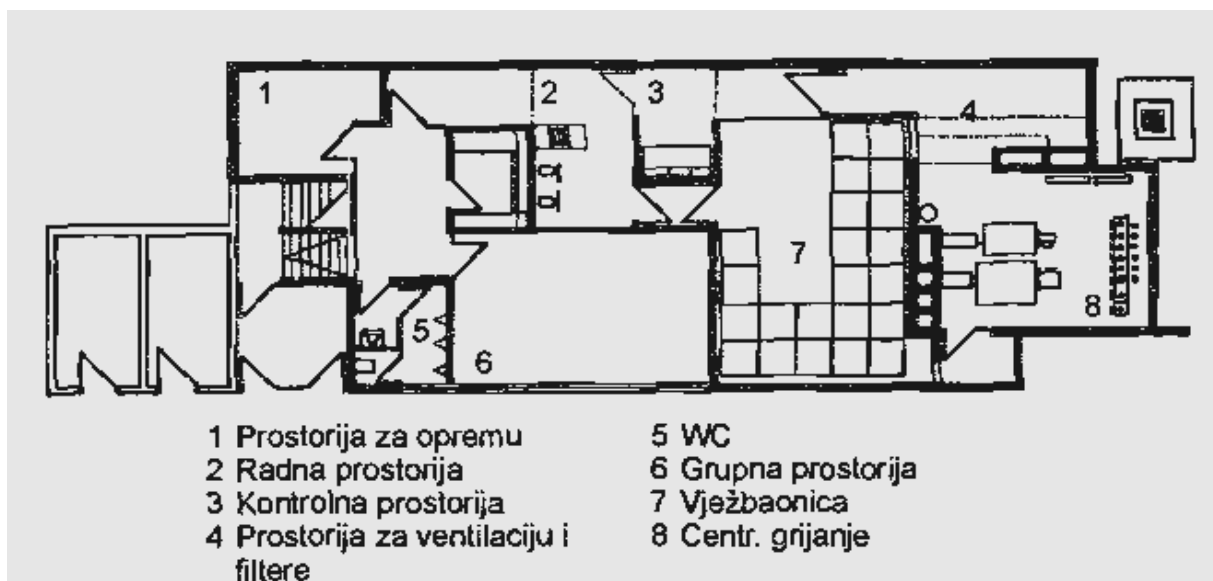 1
2
3
4
5
6
7
8
1 Prostorija za opremu
2 Radna prostorija
3 Kontrolna prostorija
4 Prostorija za ventilaciju i
filtere
5 WC
6 Grupna prostorija
7 Vježbaonica
8 Centr. grijanje